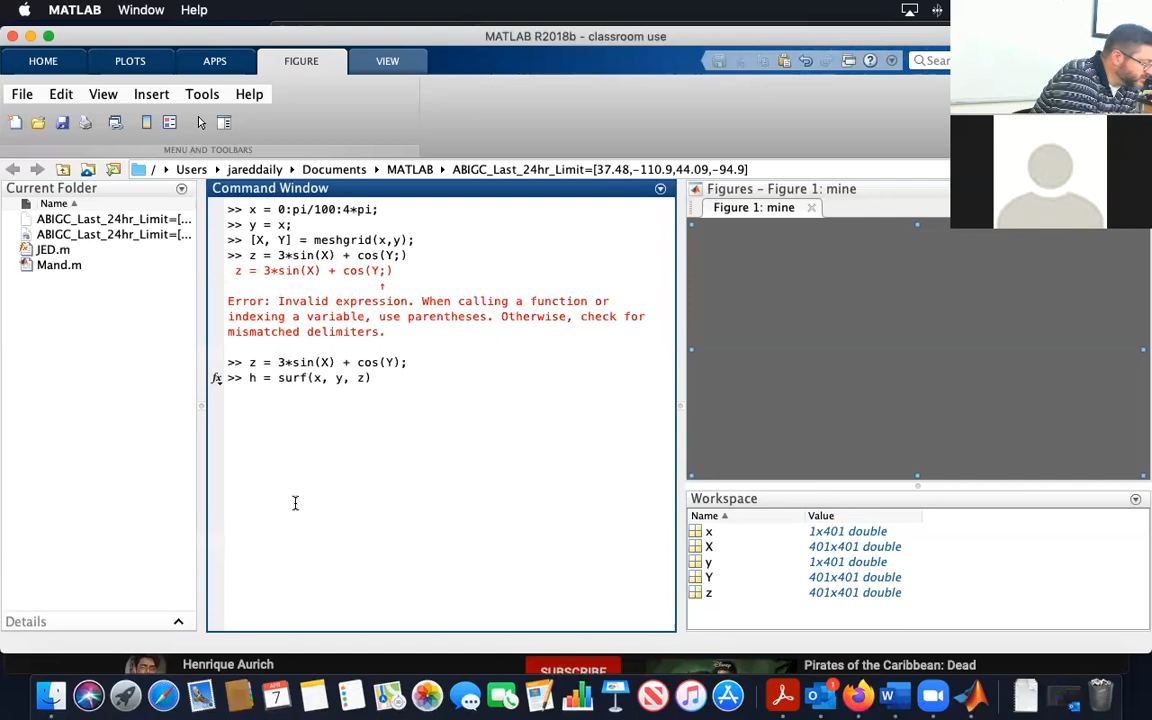 MATLAB Window Help
MATLAB R2018b - classroom use
HOME PLOTS APPS FIGURE VIEW
File Edit View Insert Tools Help
MENU AND TOOLBARS
/ Users jareddaily Documents MATLAB ABIGC_Last_24hr_Limit=[37.48,-110.9,44.09,-94.9]
Current Folder
Name
ABIGC_Last_24hr_Limit=[...
ABIGC_Last_24hr_Limit=[...
JED.m
Mand.m
Details
Command Window
>> x = 0:pi/100:4*pi;
>> y = x;
>> [X, Y] = meshgrid(x,y);
>> z = 3*sin(X) + cos(Y;)
z = 3*sin(X) + cos(Y;)
↑
Error: Invalid expression. When calling a function or
indexing a variable, use parentheses. Otherwise, check for
mismatched delimiters.
>> z = 3*sin(X) + cos(Y);
fx >> h = surf(x, y, z)
Figures - Figure 1: mine
Figure 1: mine
Workspace
Name Value
x 1x401 double
X 401x401 double
y 1x401 double
Y 401x401 double
z 401x401 double
Henrique Aurich
SUBSCRIBE
Pirates of the Caribbean: Dead
7
1